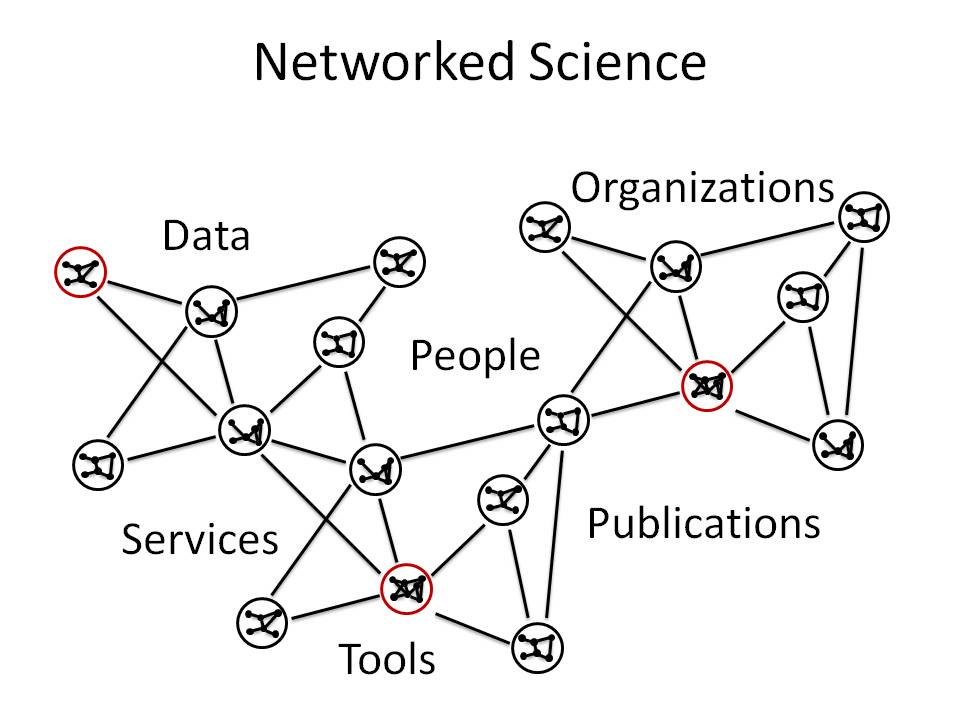 Networked Science
Organizations
Data
People
Publications
Services
Tools